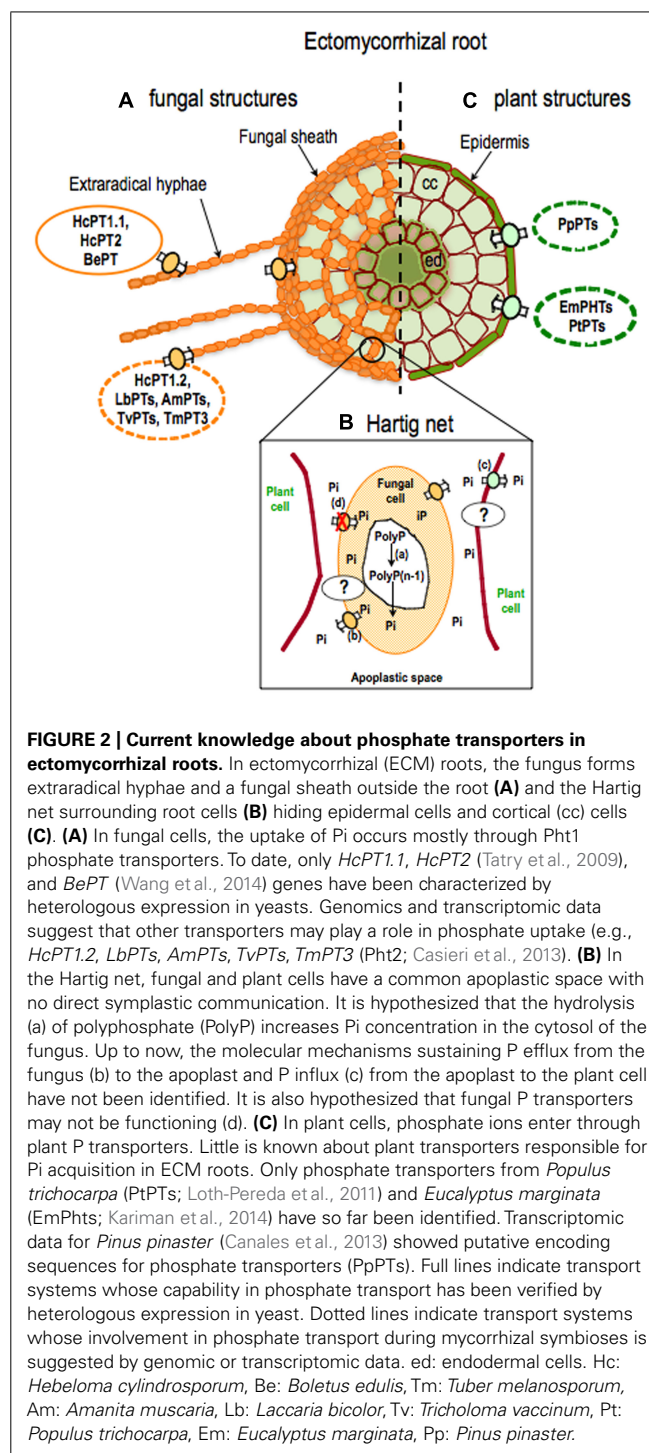 Ectomycorrhizal root
A fungal structures
C plant structures
Fungal sheath
Epidermis
Extraradical hyphae
cc
HcPT1.1,
HcPT2
BePT
PpPTs
ed
EmPHTs
PtPTs
HcPT1.2,
LbPTs, AmPTs,
TvPTs, TmPT3
B Hartig net
(c)
Plant
cell
Pi
(d)
Fungal
cell
Pi
Pi
Pi
iP
?
PolyP
(a)
Pi
PolyP(n-1)
Pi
?
Plant
cell
Pi
Pi
Pi
(b)
Pi
Pi
Apoplastic space
FIGURE 2 | Current knowledge about phosphate transporters in
ectomycorrhizal roots. In ectomycorrhizal (ECM) roots, the fungus forms
extraradical hyphae and a fungal sheath outside the root (A) and the Hartig
net surrounding root cells (B) hiding epidermal cells and cortical (cc) cells
(C). (A) In fungal cells, the uptake of Pi occurs mostly through Pht1
phosphate transporters. To date, only HcPT1.1, HcPT2 (Tatry et al., 2009),
and BePT (Wang et al., 2014) genes have been characterized by
heterologous expression in yeasts. Genomics and transcriptomic data
suggest that other transporters may play a role in phosphate uptake (e.g.,
HcPT1.2, LbPTs, AmPTs, TvPTs, TmPT3 (Pht2; Casieri et al., 2013). (B) In
the Hartig net, fungal and plant cells have a common apoplastic space with
no direct symplastic communication. It is hypothesized that the hydrolysis
(a) of polyphosphate (PolyP) increases Pi concentration in the cytosol of the
fungus. Up to now, the molecular mechanisms sustaining P efflux from the
fungus (b) to the apoplast and P influx (c) from the apoplast to the plant cell
have not been identified. It is also hypothesized that fungal P transporters
may not be functioning (d). (C) In plant cells, phosphate ions enter through
plant P transporters. Little is known about plant transporters responsible for
Pi acquisition in ECM roots. Only phosphate transporters from Populus
trichocarpa (PtPTs; Loth-Pereda et al., 2011) and Eucalyptus marginata
(EmPhts; Kariman et al., 2014) have so far been identified. Transcriptomic
data for Pinus pinaster (Canales et al., 2013) showed putative encoding
sequences for phosphate transporters (PpPTs). Full lines indicate transport
systems whose capability in phosphate transport has been verified by
heterologous expression in yeast. Dotted lines indicate transport systems
whose involvement in phosphate transport during mycorrhizal symbioses is
suggested by genomic or transcriptomic data. ed: endodermal cells. Hc:
Hebeloma cylindrosporum, Be: Boletus edulis, Tm: Tuber melanosporum,
Am: Amanita muscaria, Lb: Laccaria bicolor, Tv: Tricholoma vaccinum, Pt:
Populus trichocarpa, Em: Eucalyptus marginata, Pp: Pinus pinaster.